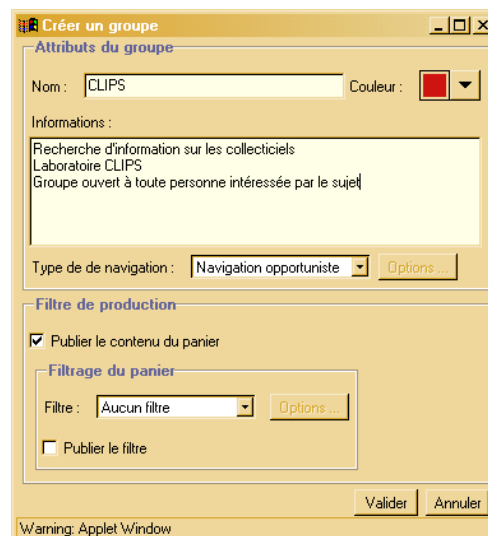 Créer un groupe
Attributs du groupe
Nom : CLIPS Couleur :
Informations :
Recherche d'information sur les collecticiels
Laboratoire CLIPS
Groupe ouvert à toute personne intéressée par le sujet
Type de de navigation : Navigation opportuniste Options ...
Filtre de production
Publier le contenu du panier
Filtrage du panier
Filtre : Aucun filtre Options ...
Publier le filtre
Valider Annuler
Warning: Applet Window